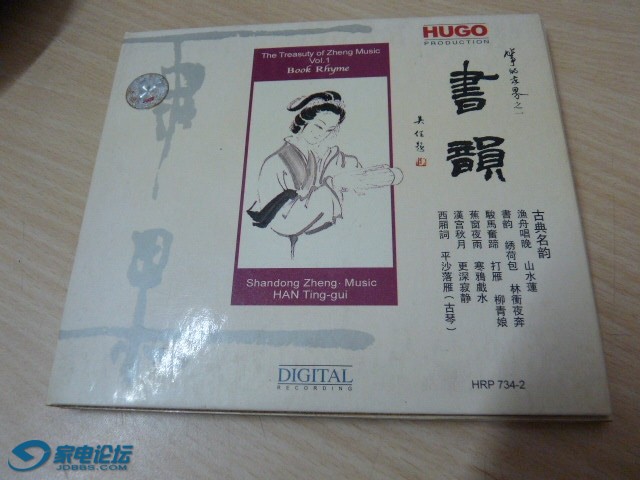 HUGO
PRODUCTION
The Treasuty of Zheng Music
Vol.1
Book Rhyme
箏的世界之一
書韻
古典名韵
漁舟唱晚 山水蓮
書韵 綉荷包 林衝夜奔
駿馬奮蹄 打雁 柳青娘
蕉窗夜雨 寒鴉戲水
漢宮秋月 更深寂静
西廂詞 平沙落雁(古琴)
Shandong Zheng· Music
HAN Ting-gui
DIGITAL
RECORDING
HRP 734-2
家电论坛
JDBBS.COM